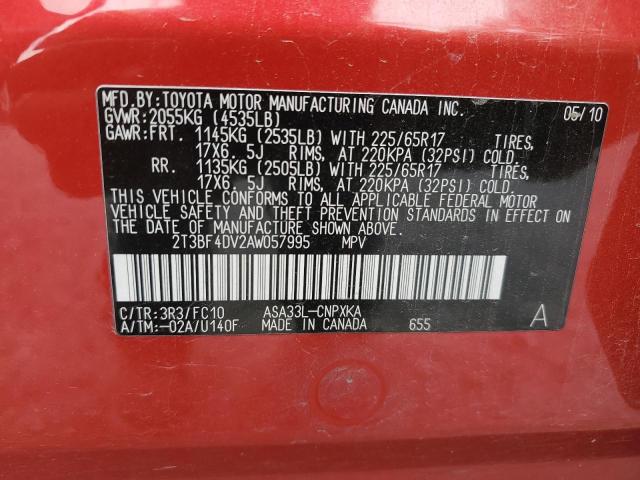 MFD.BY:TOYOTA MOTOR MANUFACTURING CANADA INC. 05/10
GVWR:2055KG (4535LB)
GAWR:FRT. 1145KG (2535LB) WITH 225/65R17 TIRES,
17X6.5J RIMS, AT 220KPA (32PSI) COLD.
RR. 1135KG (2505LB) WITH 225/65R17 TIRES,
17X6.5J RIMS, AT 220KPA (32PSI) COLD.
THIS VEHICLE CONFORMS TO ALL APPLICABLE FEDERAL MOTOR
VEHICLE SAFETY AND THEFT PREVENTION STANDARDS IN EFFECT ON
THE DATE OF MANUFACTURE SHOWN ABOVE.
2T3BF4DV2AW057995 MPV
C/TR:3R3/FC10 ASA33L-CNPXKA
A/TM:-02A/U140F MADE IN CANADA 655 A